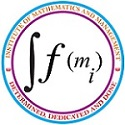 INSTITUTE OF MATHEMATICS AND MANAGEMENT
∫f(mi)
DETERMINED, DEDICATED AND DONE